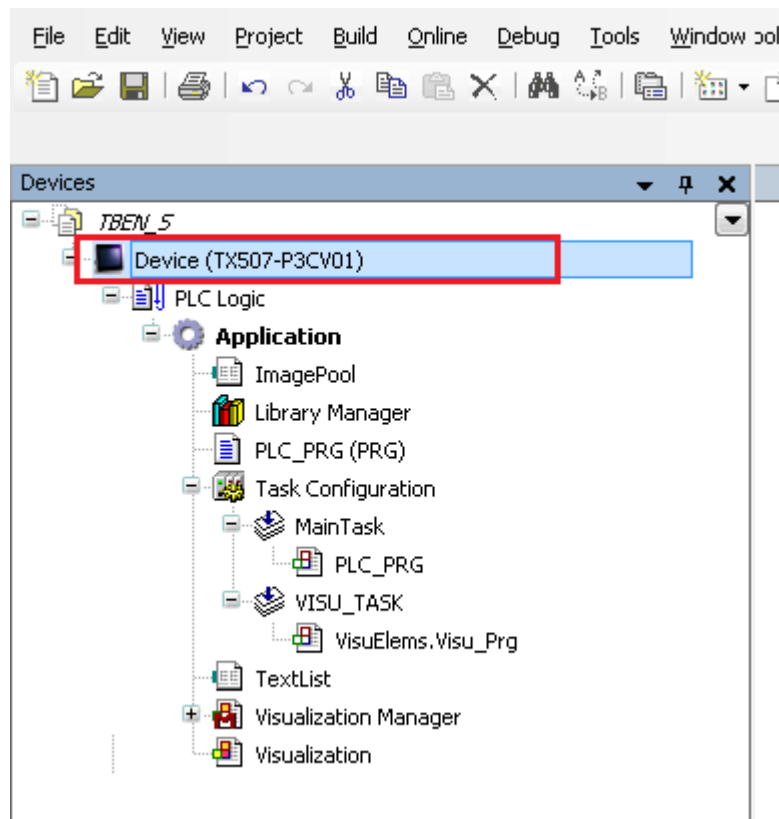 File Edit View Project Build Online Debug Tools Window
Devices
TBEN_S
Device (TX507-P3CV01)
PLC Logic
Application
ImagePool
Library Manager
PLC_PRG (PRG)
Task Configuration
MainTask
PLC_PRG
VISU_TASK
VisuElems.Visu_Prg
TextList
Visualization Manager
Visualization